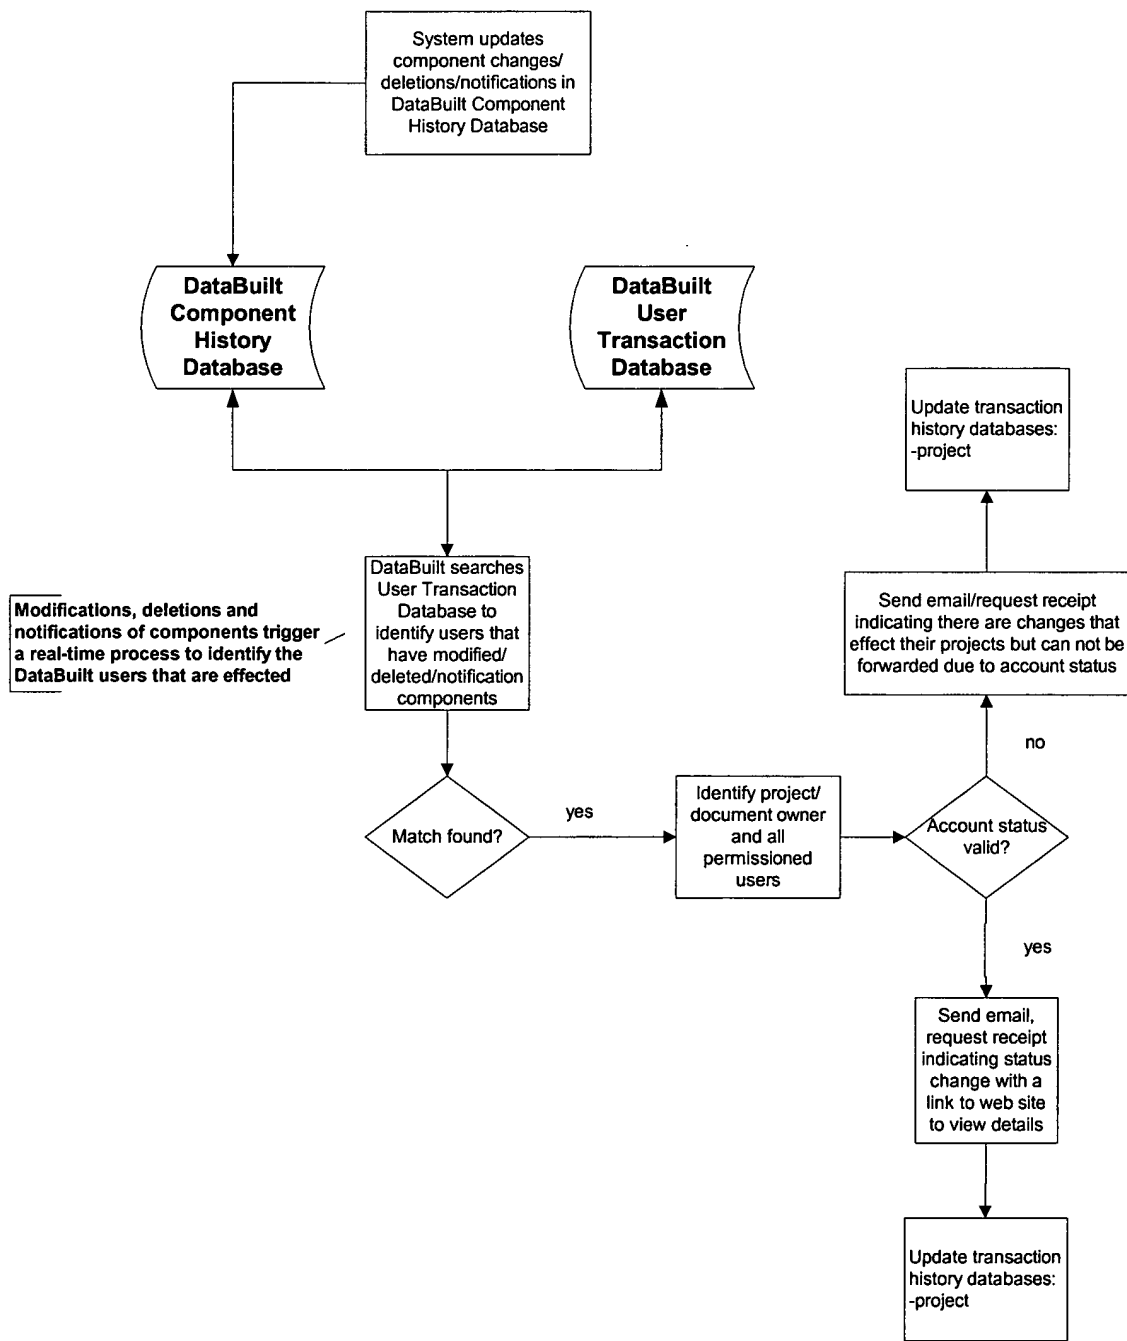 System updates
component changes/
deletions/notifications in
DataBuilt Component
History Database
DataBuilt
Component
History
Database
DataBuilt
User
Transaction
Database
Update transaction
history databases:
-project
DataBuilt searches
User Transaction
Database to
identify users that
have modified/
deleted/notification
components
Modifications, deletions and
notifications of components trigger
a real-time process to identify the
DataBuilt users that are effected
Send email/request receipt
indicating there are changes that
effect their projects but can not be
forwarded due to account status
no
Match found?
yes
Identify project/
document owner
and all
permissioned
users
Account status
valid?
yes
Send email,
request receipt
indicating status
change with a
link to web site
to view details
Update transaction
history databases:
-project